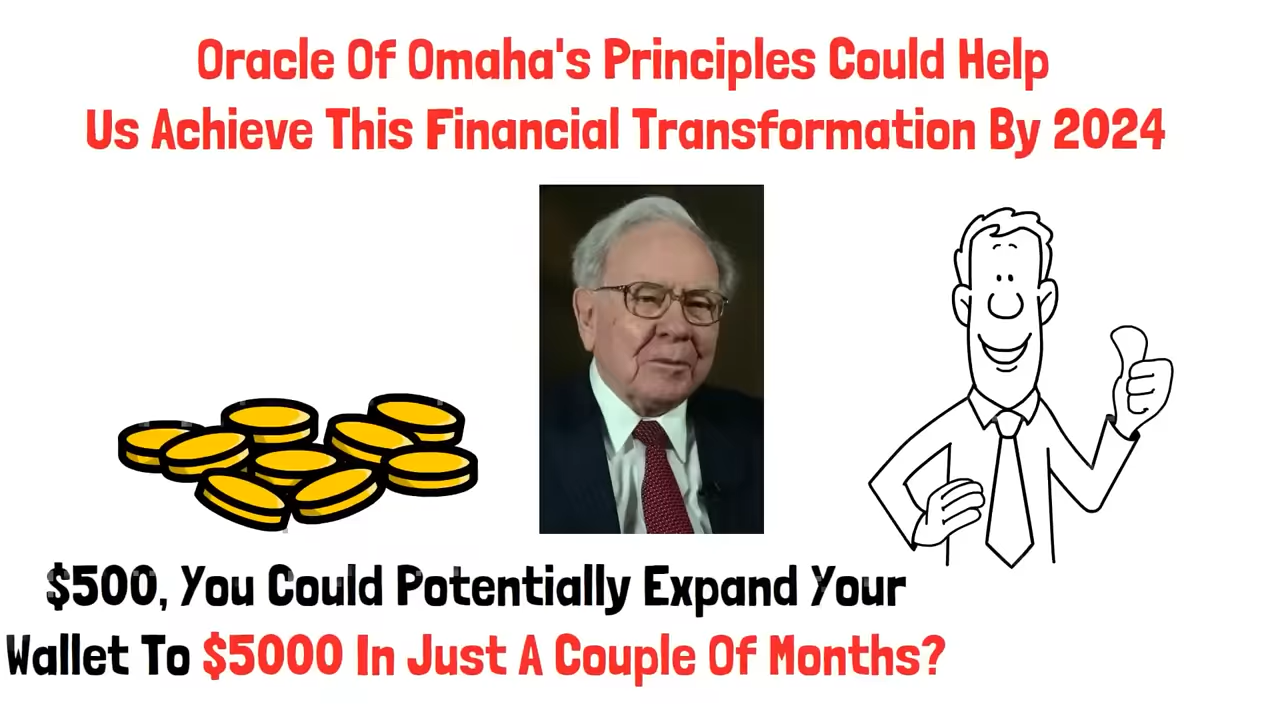 Oracle Of Omaha's Principles Could Help
Us Achieve This Financial Transformation By 2024
$500, You Could Potentially Expand Your
Wallet To $5000 In Just A Couple Of Months?